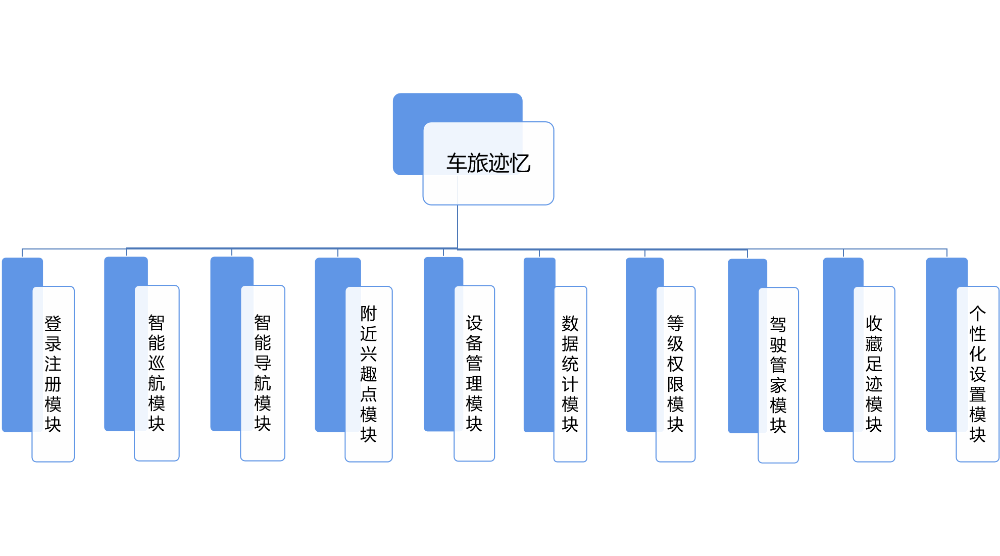 车旅迹忆
登录注册模块
智能巡航模块
智能导航模块
附近兴趣点模块
设备管理模块
数据统计模块
等级权限模块
驾驶管家模块
收藏足迹模块
个性化设置模块